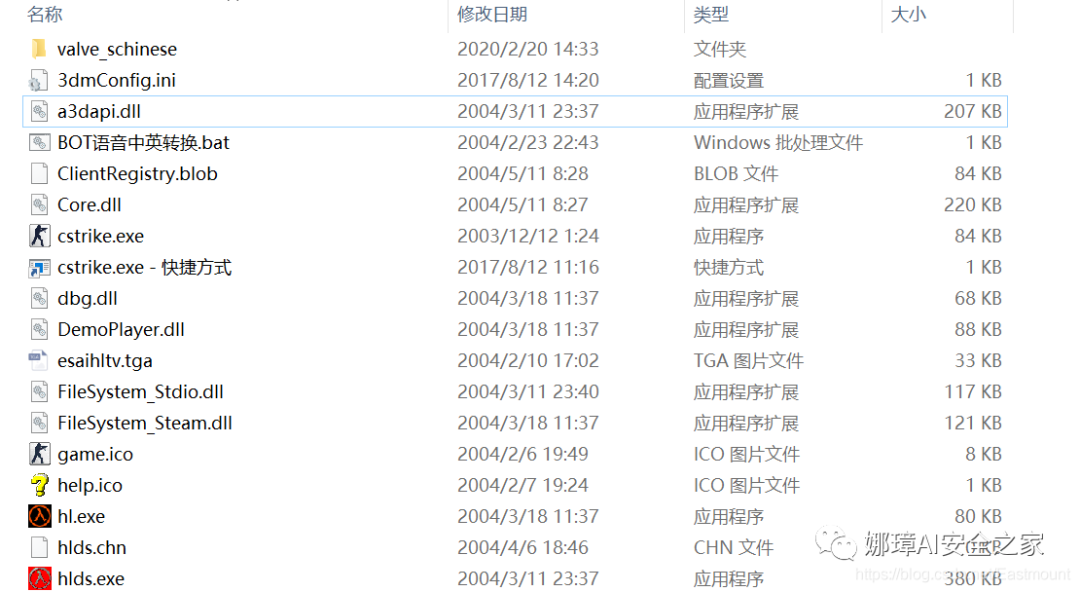 名称 修改日期 类型 大小
valve_schinese 2020/2/20 14:33 文件夹
3dmConfig.ini 2017/8/12 14:20 配置设置 1 KB
a3dapi.dll 2004/3/11 23:37 应用程序扩展 207 KB
BOT语音中英转换.bat 2004/2/23 22:43 Windows 批处理文件 1 KB
ClientRegistry.blob 2004/5/11 8:28 BLOB 文件 84 KB
Core.dll 2004/5/11 8:27 应用程序扩展 220 KB
cstrike.exe 2003/12/12 1:24 应用程序 84 KB
cstrike.exe - 快捷方式 2017/8/12 11:16 快捷方式 1 KB
dbg.dll 2004/3/18 11:37 应用程序扩展 68 KB
DemoPlayer.dll 2004/3/18 11:37 应用程序扩展 88 KB
esaihltv.tga 2004/2/10 17:02 TGA 图片文件 33 KB
FileSystem_Stdio.dll 2004/3/11 23:40 应用程序扩展 117 KB
FileSystem_Steam.dll 2004/3/18 11:37 应用程序扩展 121 KB
game.ico 2004/2/6 19:49 ICO 图片文件 8 KB
help.ico 2004/2/7 19:24 ICO 图片文件 1 KB
hl.exe 2004/3/18 11:37 应用程序 80 KB
hlds.chn 2004/4/6 18:46 CHN 文件 KB
娜璋AI安全之家
hlds.exe 2004/3/11 23:37 应用程序 380 KB